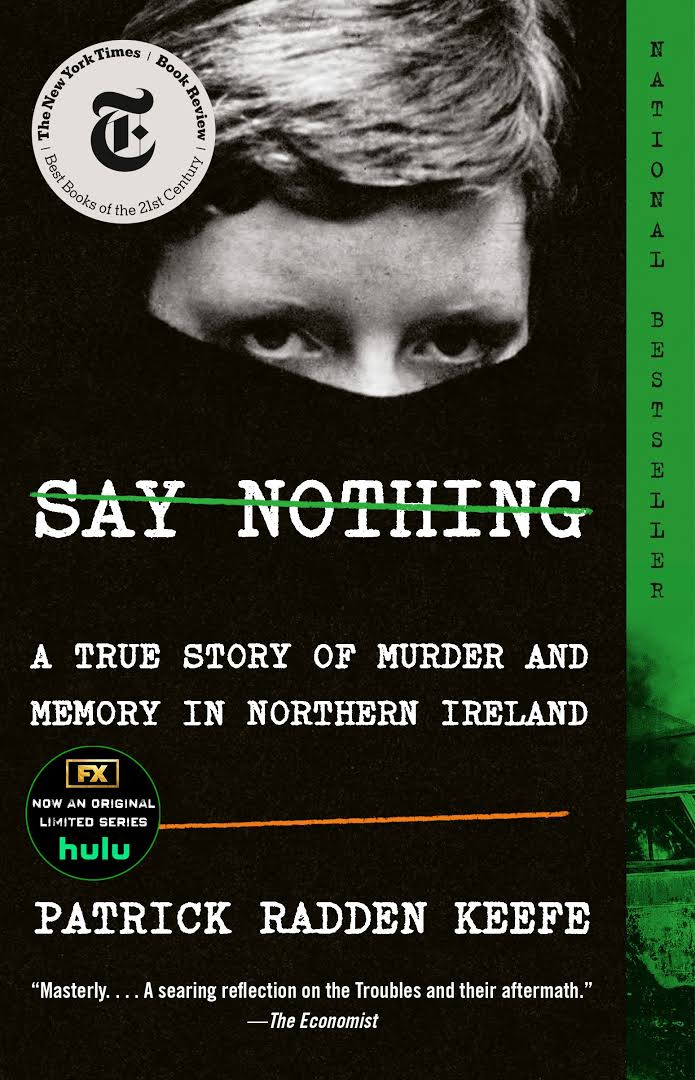 The New York Times | Book Review
T
Best Books of the 21st Century
NATIONAL BESTSELLER
SAY NOTHING
A TRUE STORY OF MURDER AND
MEMORY IN NORTHERN IRELAND
FX
NOW AN ORIGINAL
LIMITED SERIES
hulu
PATRICK RADDEN KEEFE
“Masterly. . . . A searing reflection on the Troubles and their aftermath.”
—The Economist